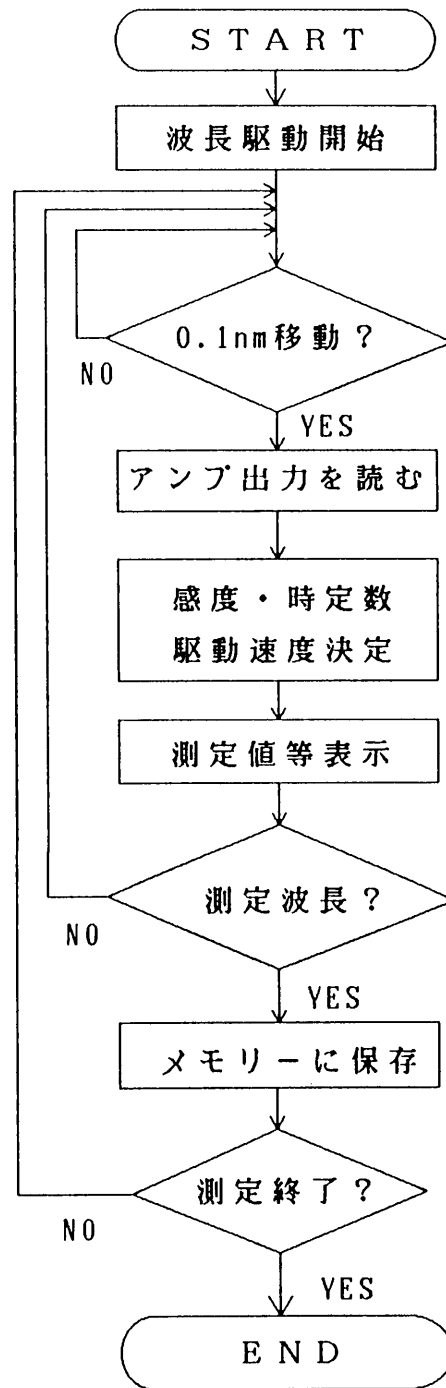 START
波長駆動開始
0.1nm移動？
NO
YES
アンプ出力を読む
感度・時定数
駆動速度決定
測定値等表示
測定波長？
NO
YES
メモリーに保存
測定終了？
NO
YES
END